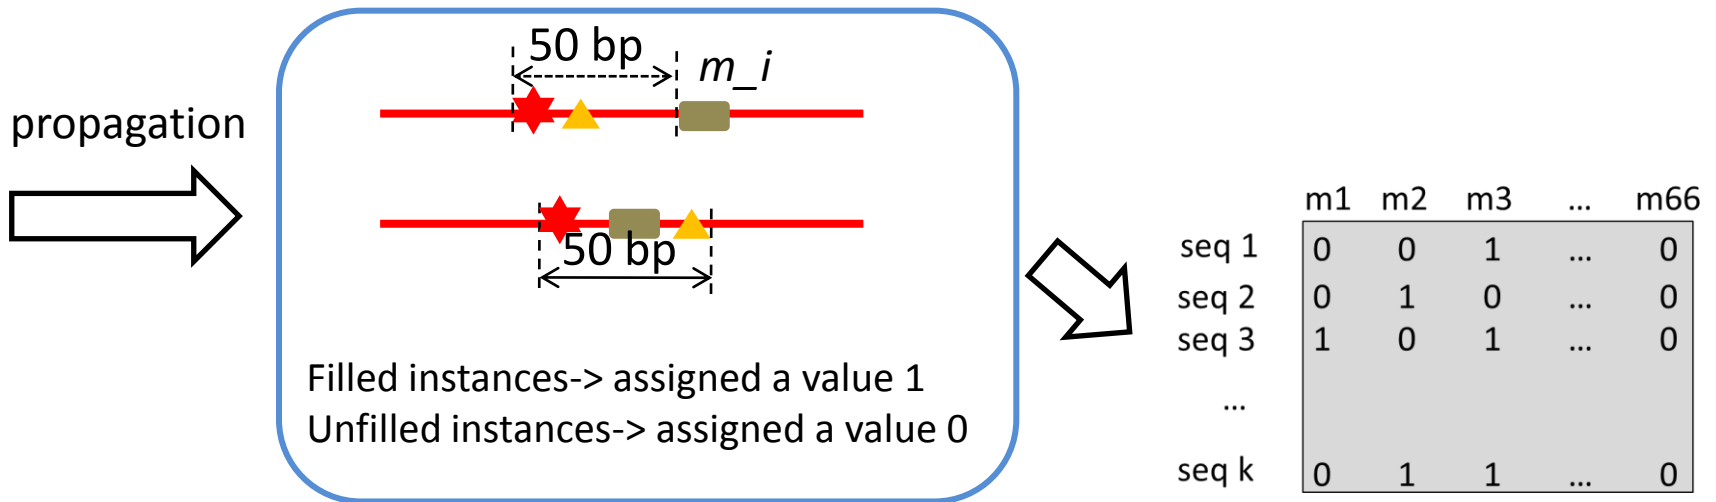 propagation
50 bp
m_i
50 bp
Filled instances-> assigned a value 1
Unfilled instances-> assigned a value 0
m1 m2 m3 ... m66
seq 1 0 0 1 ... 0
seq 2 0 1 0 ... 0
seq 3 1 0 1 ... 0
...
seq k 0 1 1 ... 0